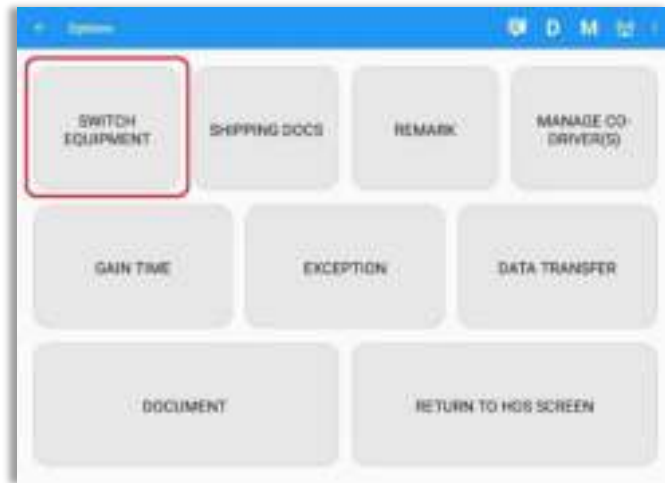 Options
D M
SWITCH
EQUIPMENT
SHIPPING DOCS
REMARK
MANAGE CO-
DRIVER(S)
GAIN TIME
EXCEPTION
DATA TRANSFER
DOCUMENT
RETURN TO HOS SCREEN